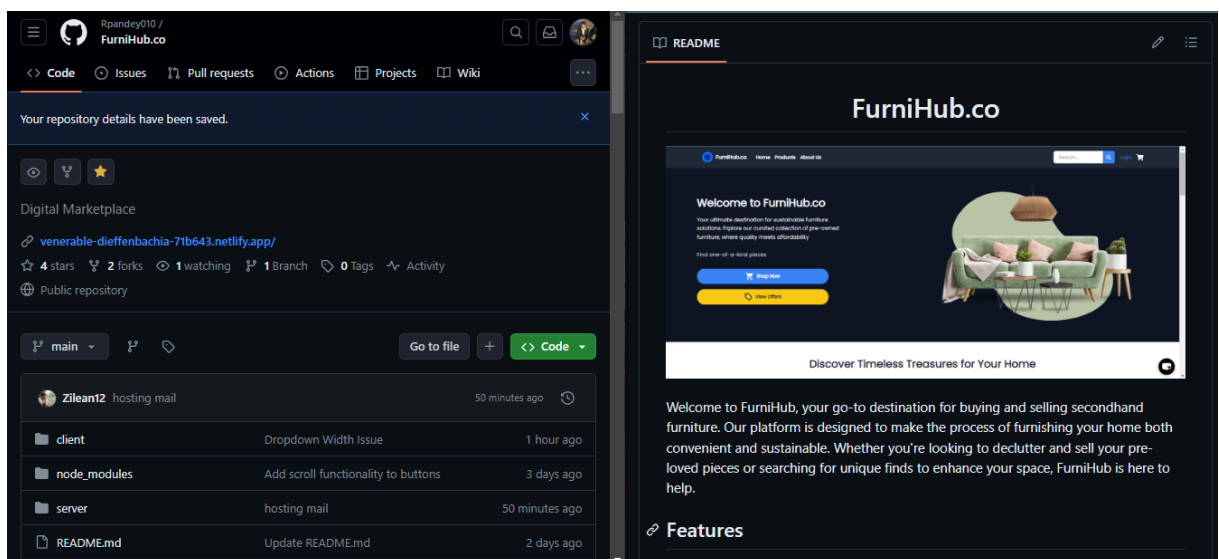 Rpandey010 /
FurniHub.co
Code Issues Pull requests Actions Projects Wiki
Your repository details have been saved.
Digital Marketplace
venerable-dieffenbachia-71b643.netlify.app/
4 stars 2 forks 1 watching 1 Branch 0 Tags Activity
Public repository
main Go to file Code
Zilean12 hosting mail 50 minutes ago
client Dropdown Width Issue 1 hour ago
node_modules Add scroll functionality to buttons 3 days ago
server hosting mail 50 minutes ago
README.md Update README.md 2 days ago
README
FurniHub.co
FurniHub.co Home Products About Us Search... Login
Welcome to FurniHub.co
Your ultimate destination for sustainable furniture
solutions. Explore our curated collection of pre-owned
furniture, where quality meets affordability
Find one-of-a-kind pieces
Shop Now
View Offers
Discover Timeless Treasures for Your Home
Welcome to FurniHub, your go-to destination for buying and selling secondhand
furniture. Our platform is designed to make the process of furnishing your home both
convenient and sustainable. Whether you're looking to declutter and sell your pre-
loved pieces or searching for unique finds to enhance your space, FurniHub is here to
help.
Features